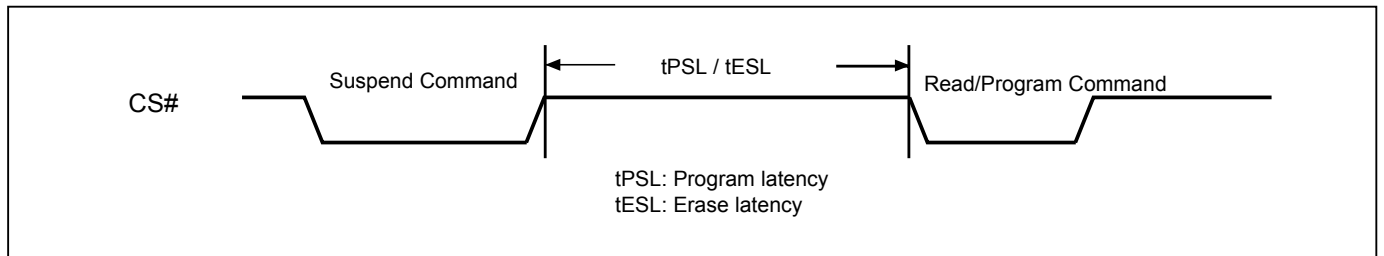 tPSL / tESL
Suspend Command
Read/Program Command
CS#
tPSL: Program latency
tESL: Erase latency